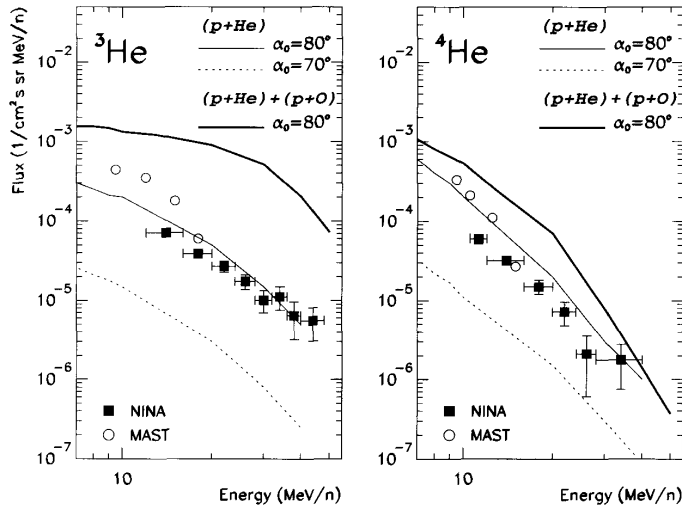 Flux (1/cm² s sr MeV/n)
10⁻²
10⁻³
10⁻⁴
10⁻⁵
10⁻⁶
10⁻⁷
³He
(p+He)
α₀=80°
α₀=70°
(p+He)+(p+O)
α₀=80°
NINA
MAST
10
Energy (MeV/n)
10⁻²
10⁻³
10⁻⁴
10⁻⁵
10⁻⁶
10⁻⁷
⁴He
(p+He)
α₀=80°
α₀=70°
(p+He)+(p+O)
α₀=80°
NINA
MAST
10
Energy (MeV/n)